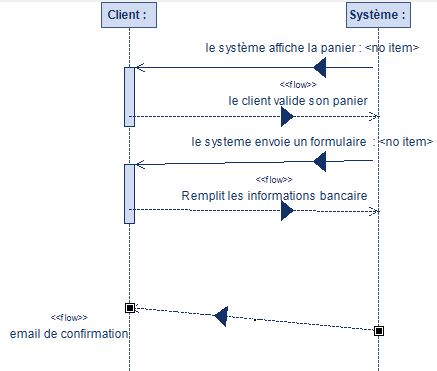 Client :
Système :
le système affiche la panier : <no item>
<<flow>>
le client valide son panier
le systeme envoie un formulaire : <no item>
<<flow>>
Remplit les informations bancaire
<<flow>>
email de confirmation